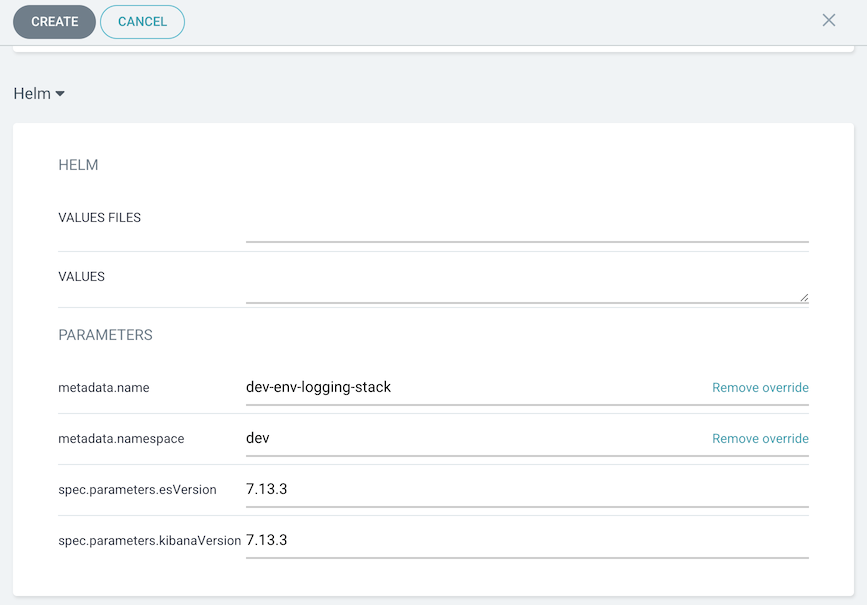 CREATE CANCEL
Helm
HELM
VALUES FILES
VALUES
PARAMETERS
metadata.name dev-env-logging-stack Remove override
metadata.namespace dev Remove override
spec.parameters.esVersion 7.13.3
spec.parameters.kibanaVersion 7.13.3